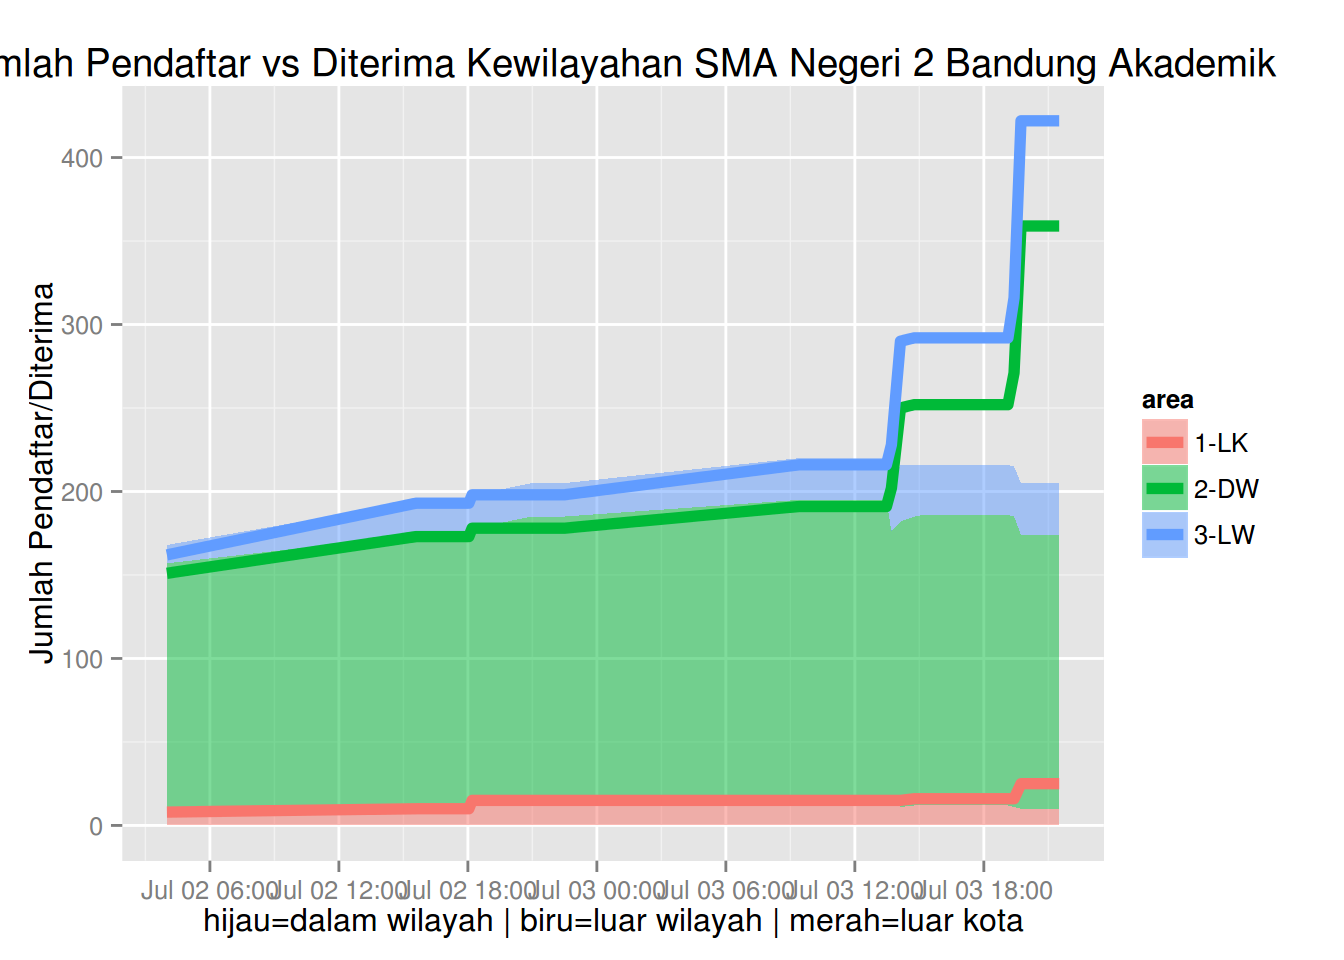 mlah Pendaftar vs Diterima Kewilayahan SMA Negeri 2 Bandung Akademik
Jumlah Pendaftar/Diterima
400
300
200
100
0
Jul 02 06:00 Jul 02 12:00 Jul 02 18:00 Jul 03 00:00 Jul 03 06:00 Jul 03 12:00 Jul 03 18:00
hijau=dalam wilayah | biru=luar wilayah | merah=luar kota
area
1-LK
2-DW
3-LW